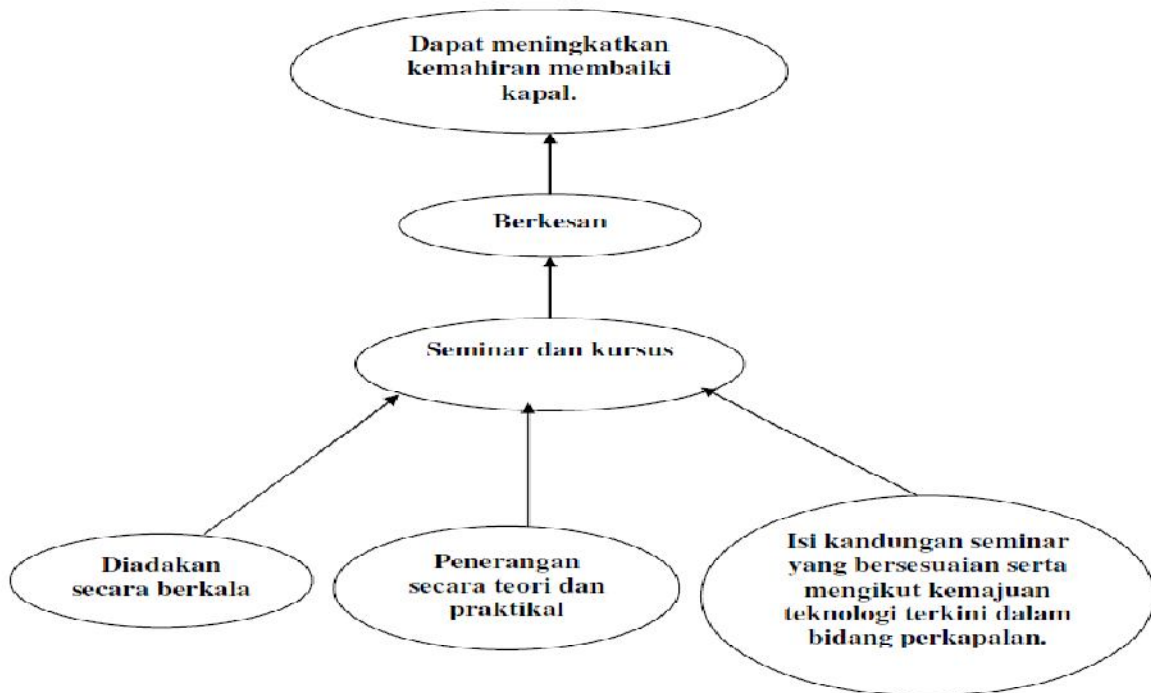 Dapat meningkatkan
kemahiran membaiki
kapal.
Berkesan
Seminar dan kursus
Diadakan
secara berkala
Penerangan
secara teori dan
praktikal
Isi kandungan seminar
yang bersesuaian serta
mengikut kemajuan
teknologi terkini dalam
bidang perkapalan.